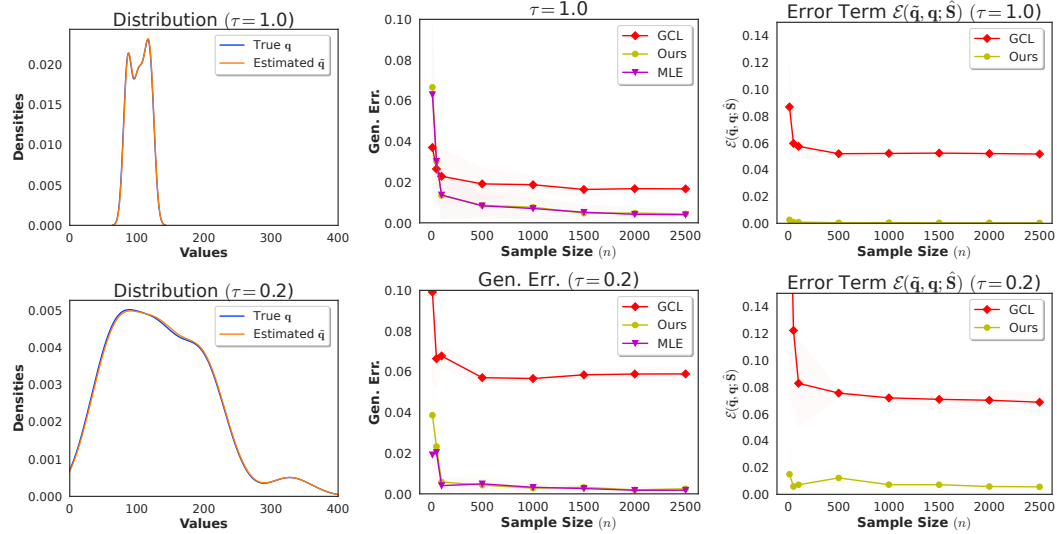 Distribution (τ = 1.0)
Densities
0.020
0.015
0.010
0.005
0.000
True q
Estimated q̃
0
100
200
300
400
Values
τ = 1.0
Gen. Err.
0.10
0.08
0.06
0.04
0.02
0.00
GCL
Ours
MLE
0
500
1000
1500
2000
2500
Sample Size (n)
Error Term ℰ(q̃, q; Ŝ) (τ = 1.0)
ℰ(q̃, q; Ŝ)
0.14
0.12
0.10
0.08
0.06
0.04
0.02
0.00
GCL
Ours
0
500
1000
1500
2000
2500
Sample Size (n)
Distribution (τ = 0.2)
Densities
0.005
0.004
0.003
0.002
0.001
0.000
True q
Estimated q̃
0
100
200
300
400
Values
Gen. Err. (τ = 0.2)
Gen. Err.
0.10
0.08
0.06
0.04
0.02
0.00
GCL
Ours
MLE
0
500
1000
1500
2000
2500
Sample Size (n)
Error Term ℰ(q̃, q; Ŝ) (τ = 0.2)
ℰ(q̃, q; Ŝ)
0.14
0.12
0.10
0.08
0.06
0.04
0.02
0.00
GCL
Ours
0
500
1000
1500
2000
2500
Sample Size (n)